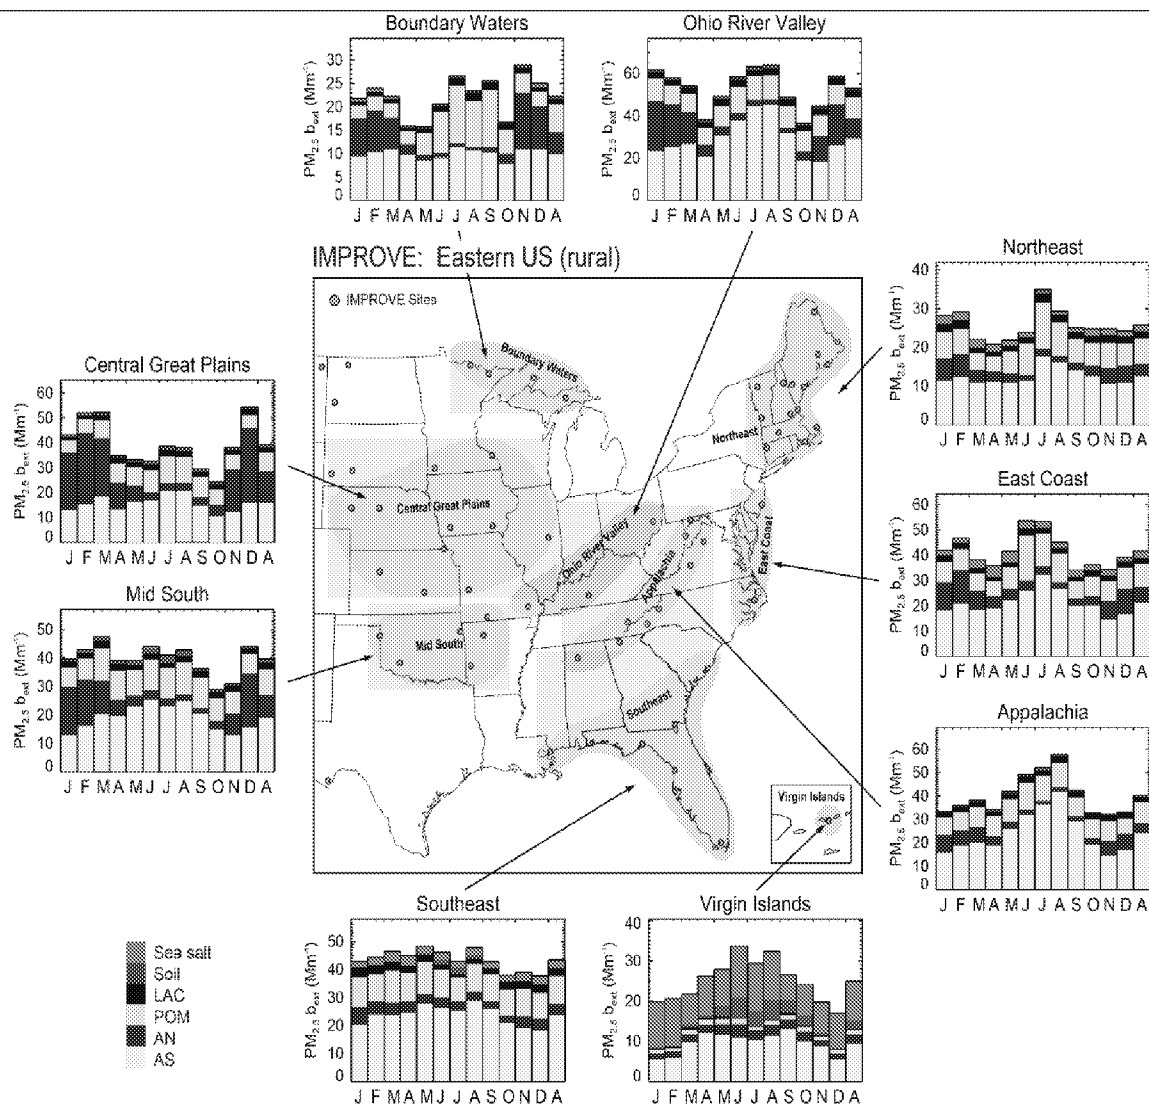 Boundary Waters
PM2.5 bext (Mm-1)
30
25
20
15
10
5
0
J F M A M J J A S O N D A
Ohio River Valley
PM2.5 bext (Mm-1)
60
40
20
0
J F M A M J J A S O N D A
IMPROVE: Eastern US (rural)
IMPROVE Sites
Boundary Waters
Northeast
Central Great Plains
Ohio River Valley
Appalachia
East Coast
Mid South
Southeast
Virgin Islands
Northeast
PM2.5 bext (Mm-1)
40
30
20
10
0
J F M A M J J A S O N D A
Central Great Plains
PM2.5 bext (Mm-1)
60
50
40
30
20
10
0
J F M A M J J A S O N D A
East Coast
PM2.5 bext (Mm-1)
60
50
40
30
20
10
0
J F M A M J J A S O N D A
Mid South
PM2.5 bext (Mm-1)
50
40
30
20
10
0
J F M A M J J A S O N D A
Appalachia
PM2.5 bext (Mm-1)
60
50
40
30
20
10
0
J F M A M J J A S O N D A
Southeast
PM2.5 bext (Mm-1)
50
40
30
20
10
0
J F M A M J J A S O N D A
Virgin Islands
PM2.5 bext (Mm-1)
40
30
20
10
0
J F M A M J J A S O N D A
Sea salt
Soil
LAC
POM
AN
AS